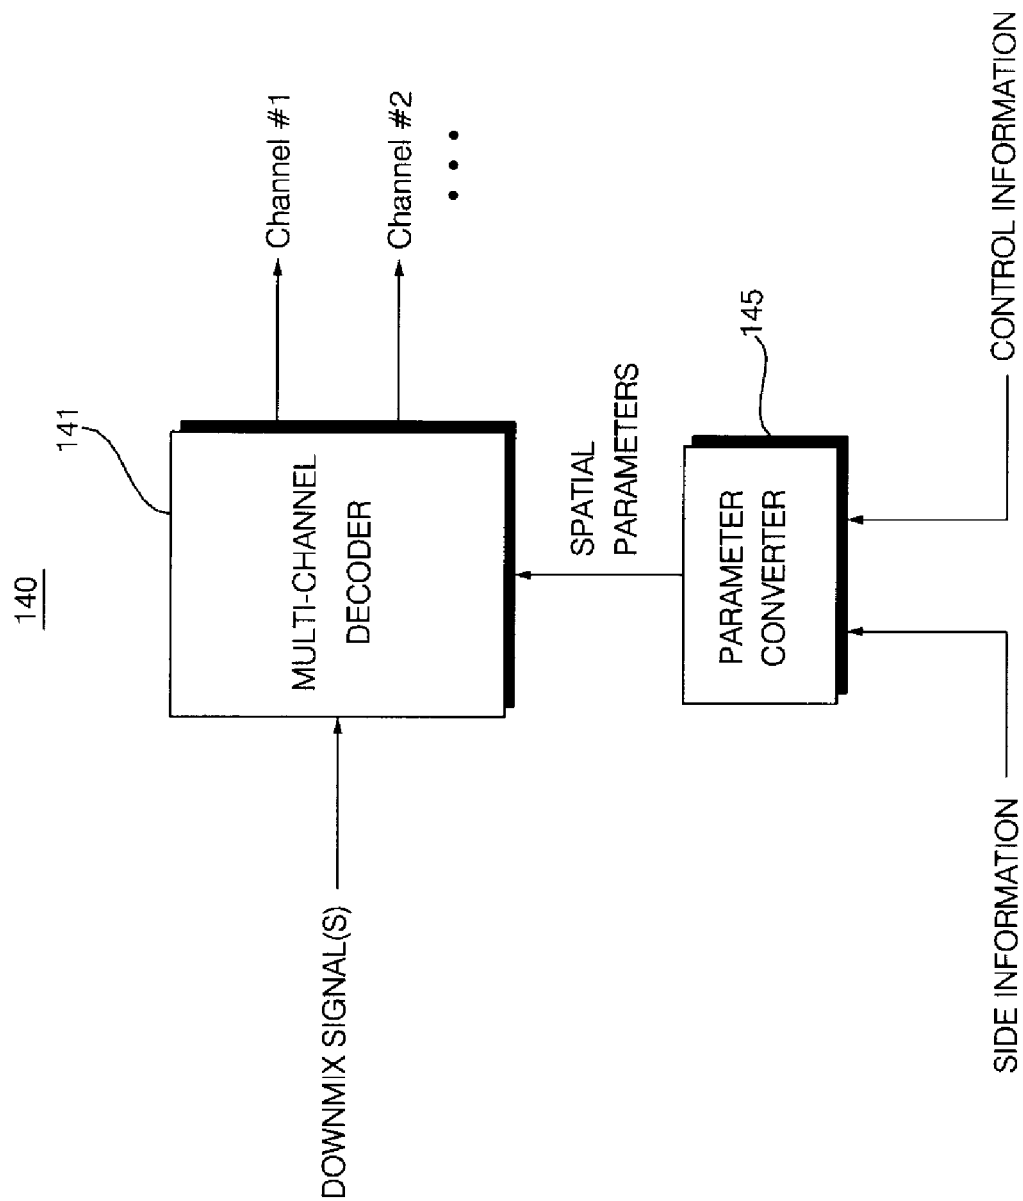 140
141
MULTI-CHANNEL
DECODER
DOWNMIX SIGNAL(S)
Channel #1
Channel #2
SPATIAL
PARAMETERS
145
PARAMETER
CONVERTER
SIDE INFORMATION
CONTROL INFORMATION